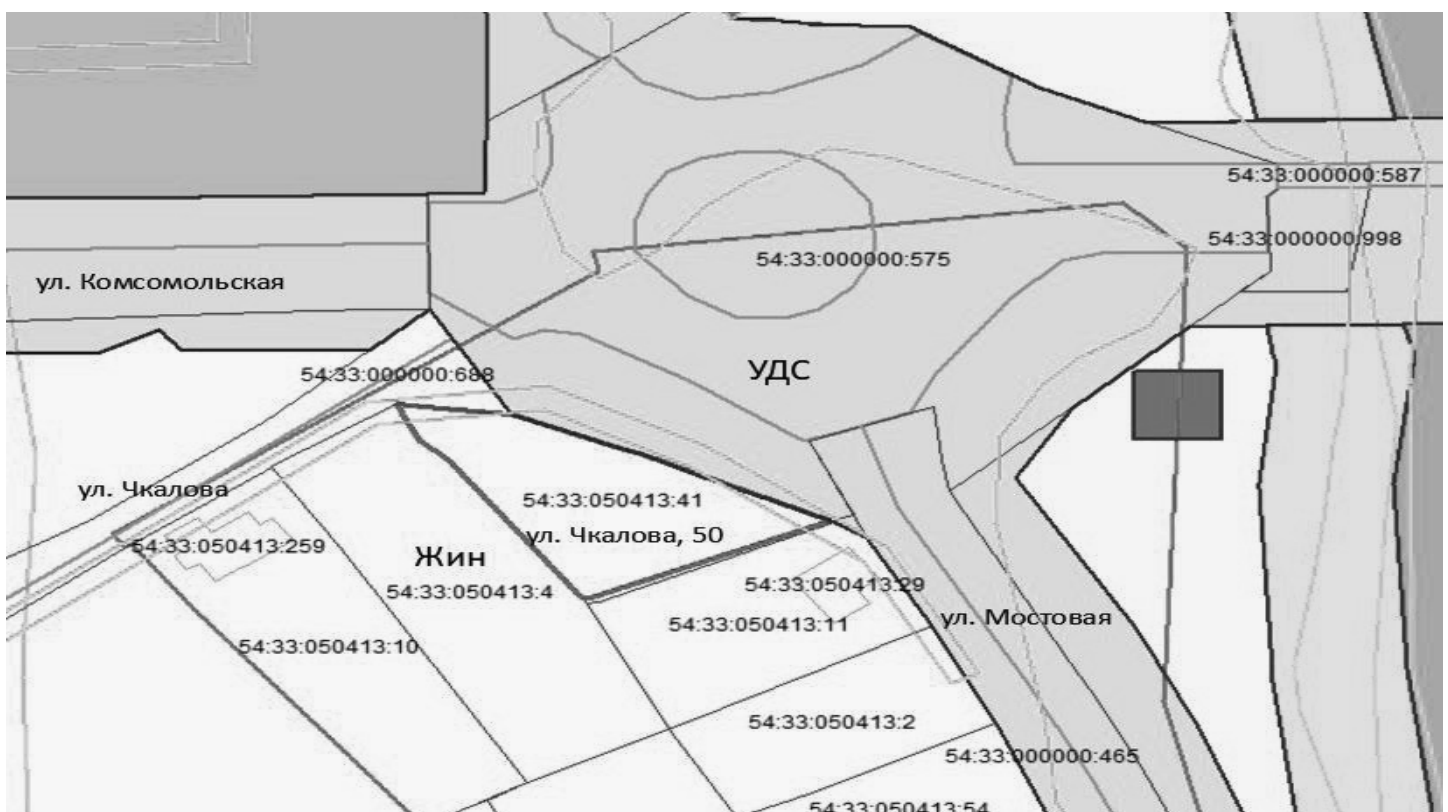 54:33:000000:587
54:33:000000:998
54:33:000000:575
ул. Комсомольская
УДС
54:33:000000:688
ул. Чкалова
54:33:050413:41
ул. Чкалова, 50
54:33:050413:259
Жин
54:33:050413:4
54:33:050413:29
54:33:050413:11
ул. Мостовая
54:33:050413:10
54:33:050413:2
54:33:000000:465
54:33:050413:54